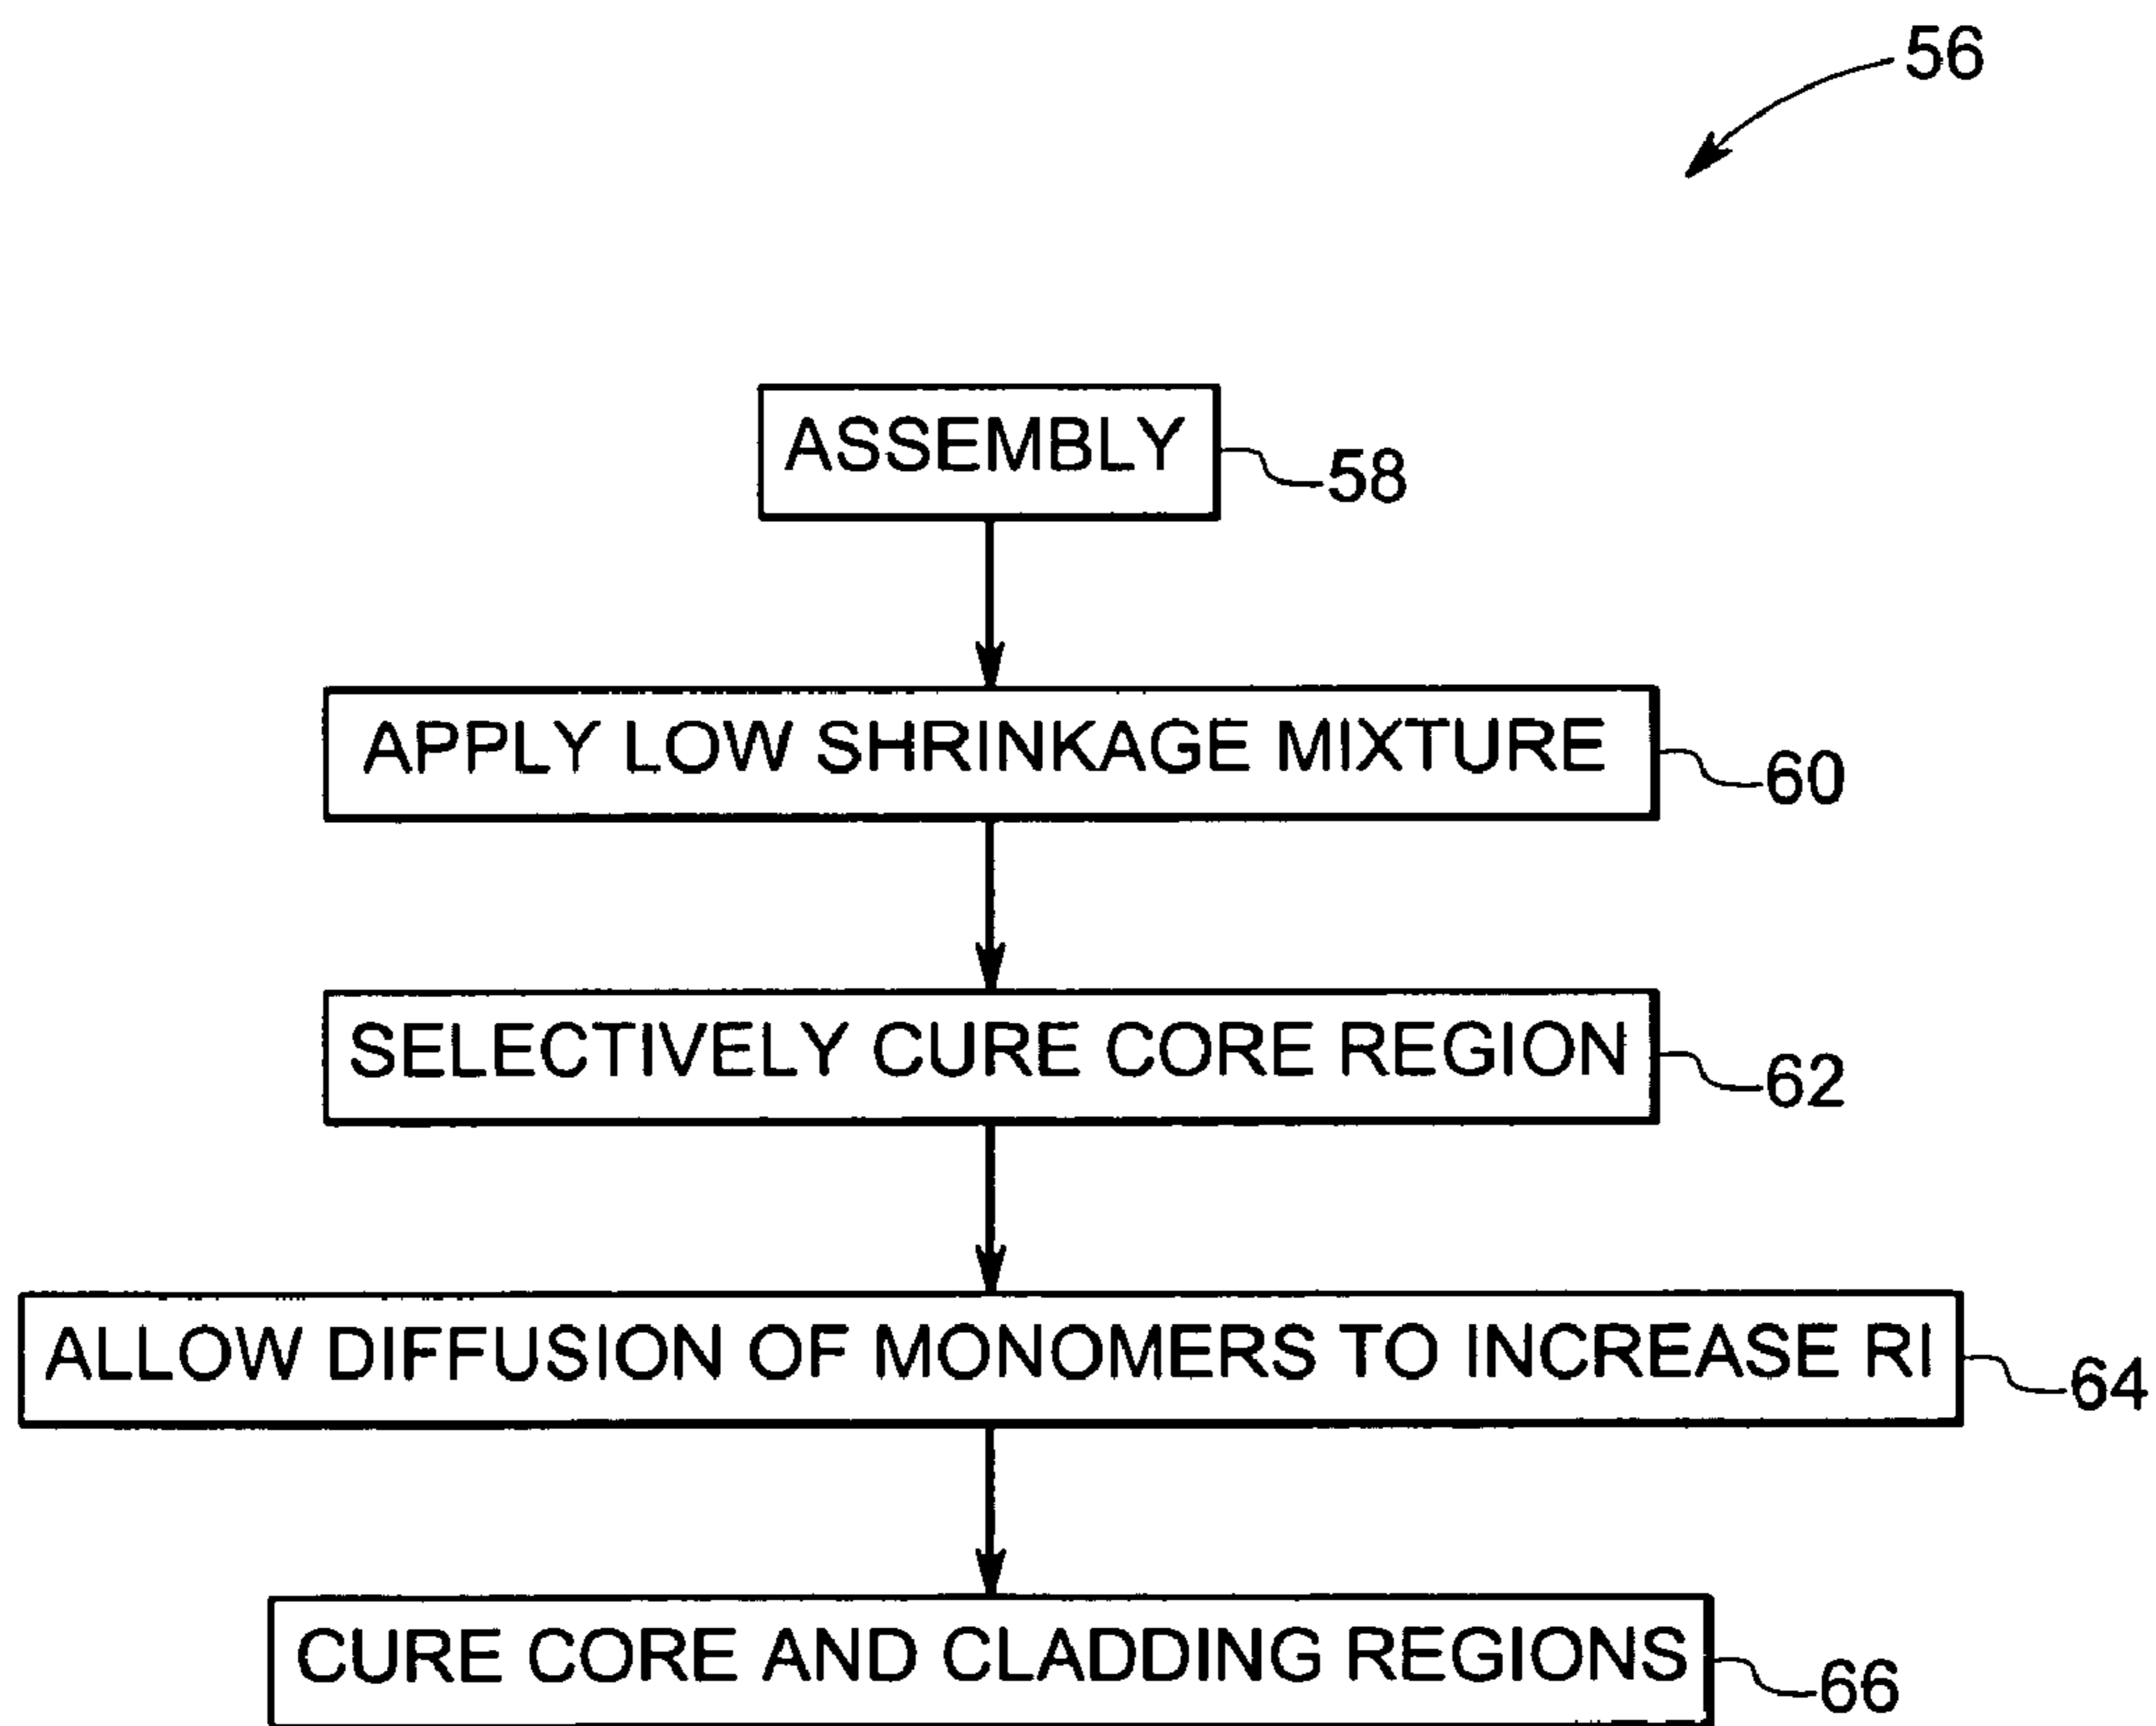 56
ASSEMBLY
58
APPLY LOW SHRINKAGE MIXTURE
60
SELECTIVELY CURE CORE REGION
62
ALLOW DIFFUSION OF MONOMERS TO INCREASE RI
64
CURE CORE AND CLADDING REGIONS
66